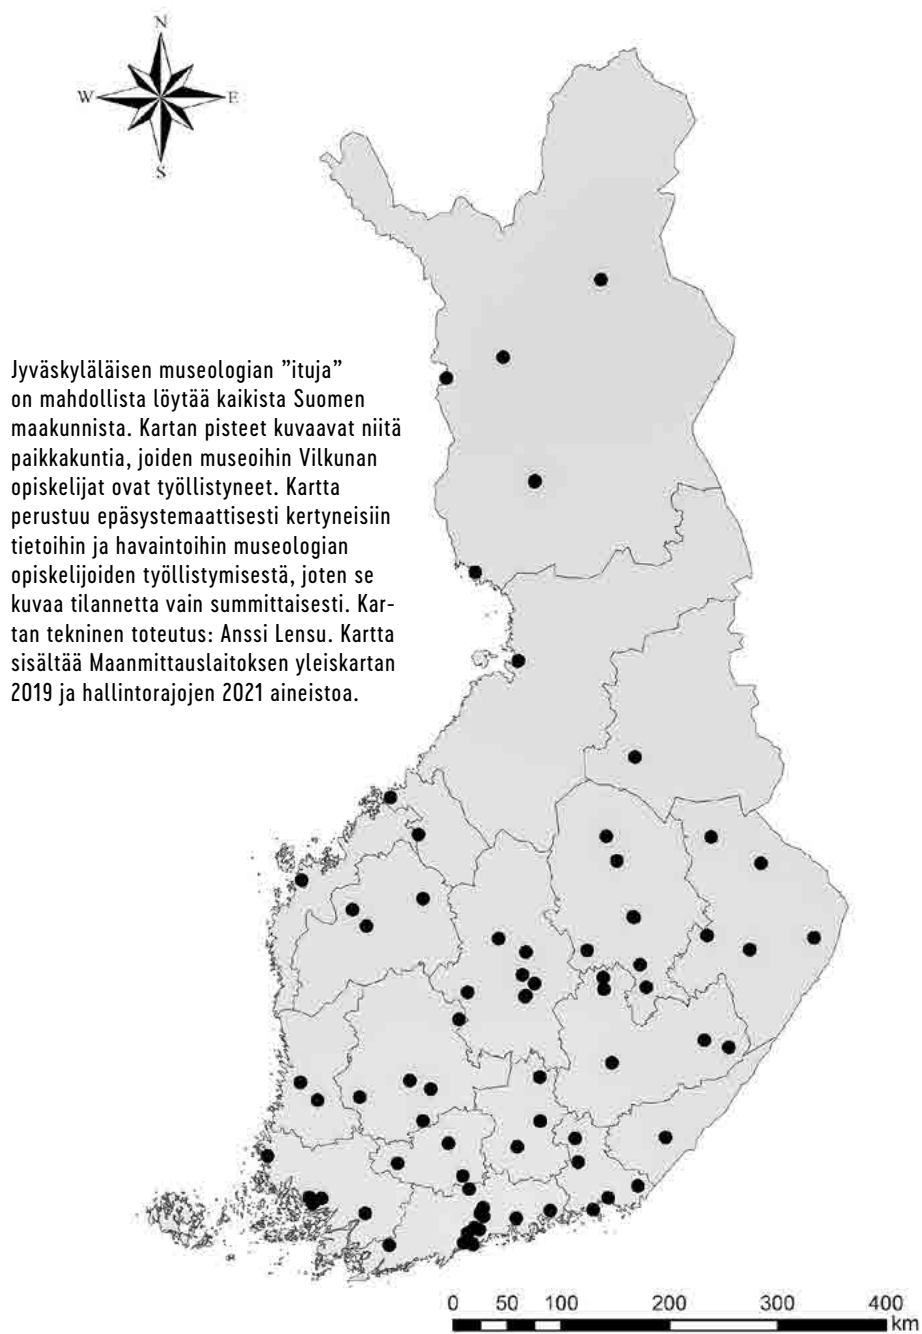 N
W E
S
Jyväskyläläisen museologian ”ituja”
on mahdollista löytää kaikista Suomen
maakunnista. Kartan pisteet kuvaavat niitä
paikkakuntia, joiden museoihin Vilkunan
opiskelijat ovat työllistyneet. Kartta
perustuu epäsystemaattisesti kertyneisiin
tietoihin ja havaintoihin museologian
opiskelijoiden työllistymisestä, joten se
kuvaa tilannetta vain summittaisesti. Kar-
tan tekninen toteutus: Anssi Lensu. Kartta
sisältää Maanmittauslaitoksen yleiskartan
2019 ja hallintorajojen 2021 aineistoa.
0 50 100 200 300 400
km